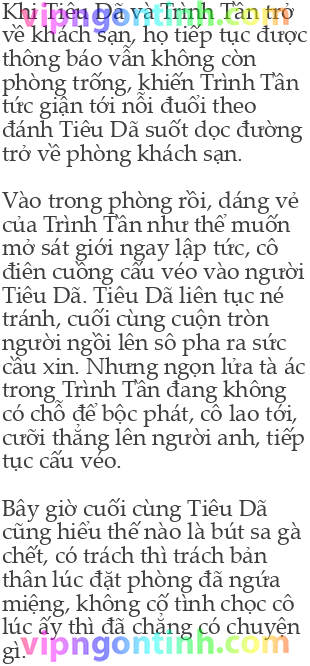 Khi Tiêu Dã và Trình Tần trở
về khách sạn, họ tiếp tục được
thông báo vẫn không còn
phòng trống, khiến Trình Tần
tức giận tới nỗi đuổi theo
đánh Tiêu Dã suốt dọc đường
trở về phòng khách sạn.
Vào trong phòng rồi, dáng vẻ
của Trình Tần như thể muốn
mở sát giới ngay lập tức, cô
điên cuồng cấu véo vào người
Tiêu Dã. Tiêu Dã liên tục né
tránh, cuối cùng cuộn tròn
người ngồi lên sô pha ra sức
cầu xin. Nhưng ngọn lửa tà ác
trong Trình Tần đang không
có chỗ để bộc phát, cô lao tới,
cưỡi thẳng lên người anh, tiếp
tục cấu véo.
Bây giờ cuối cùng Tiêu Dã
cũng hiểu thế nào là bút sa gà
chết, có trách thì trách bản
thân lúc đặt phòng đã ngứa
miệng, không cố tình chọc cô
lúc ấy thì đã chẳng có chuyện
gì.
vipngontinh.com
vipngontinh.com